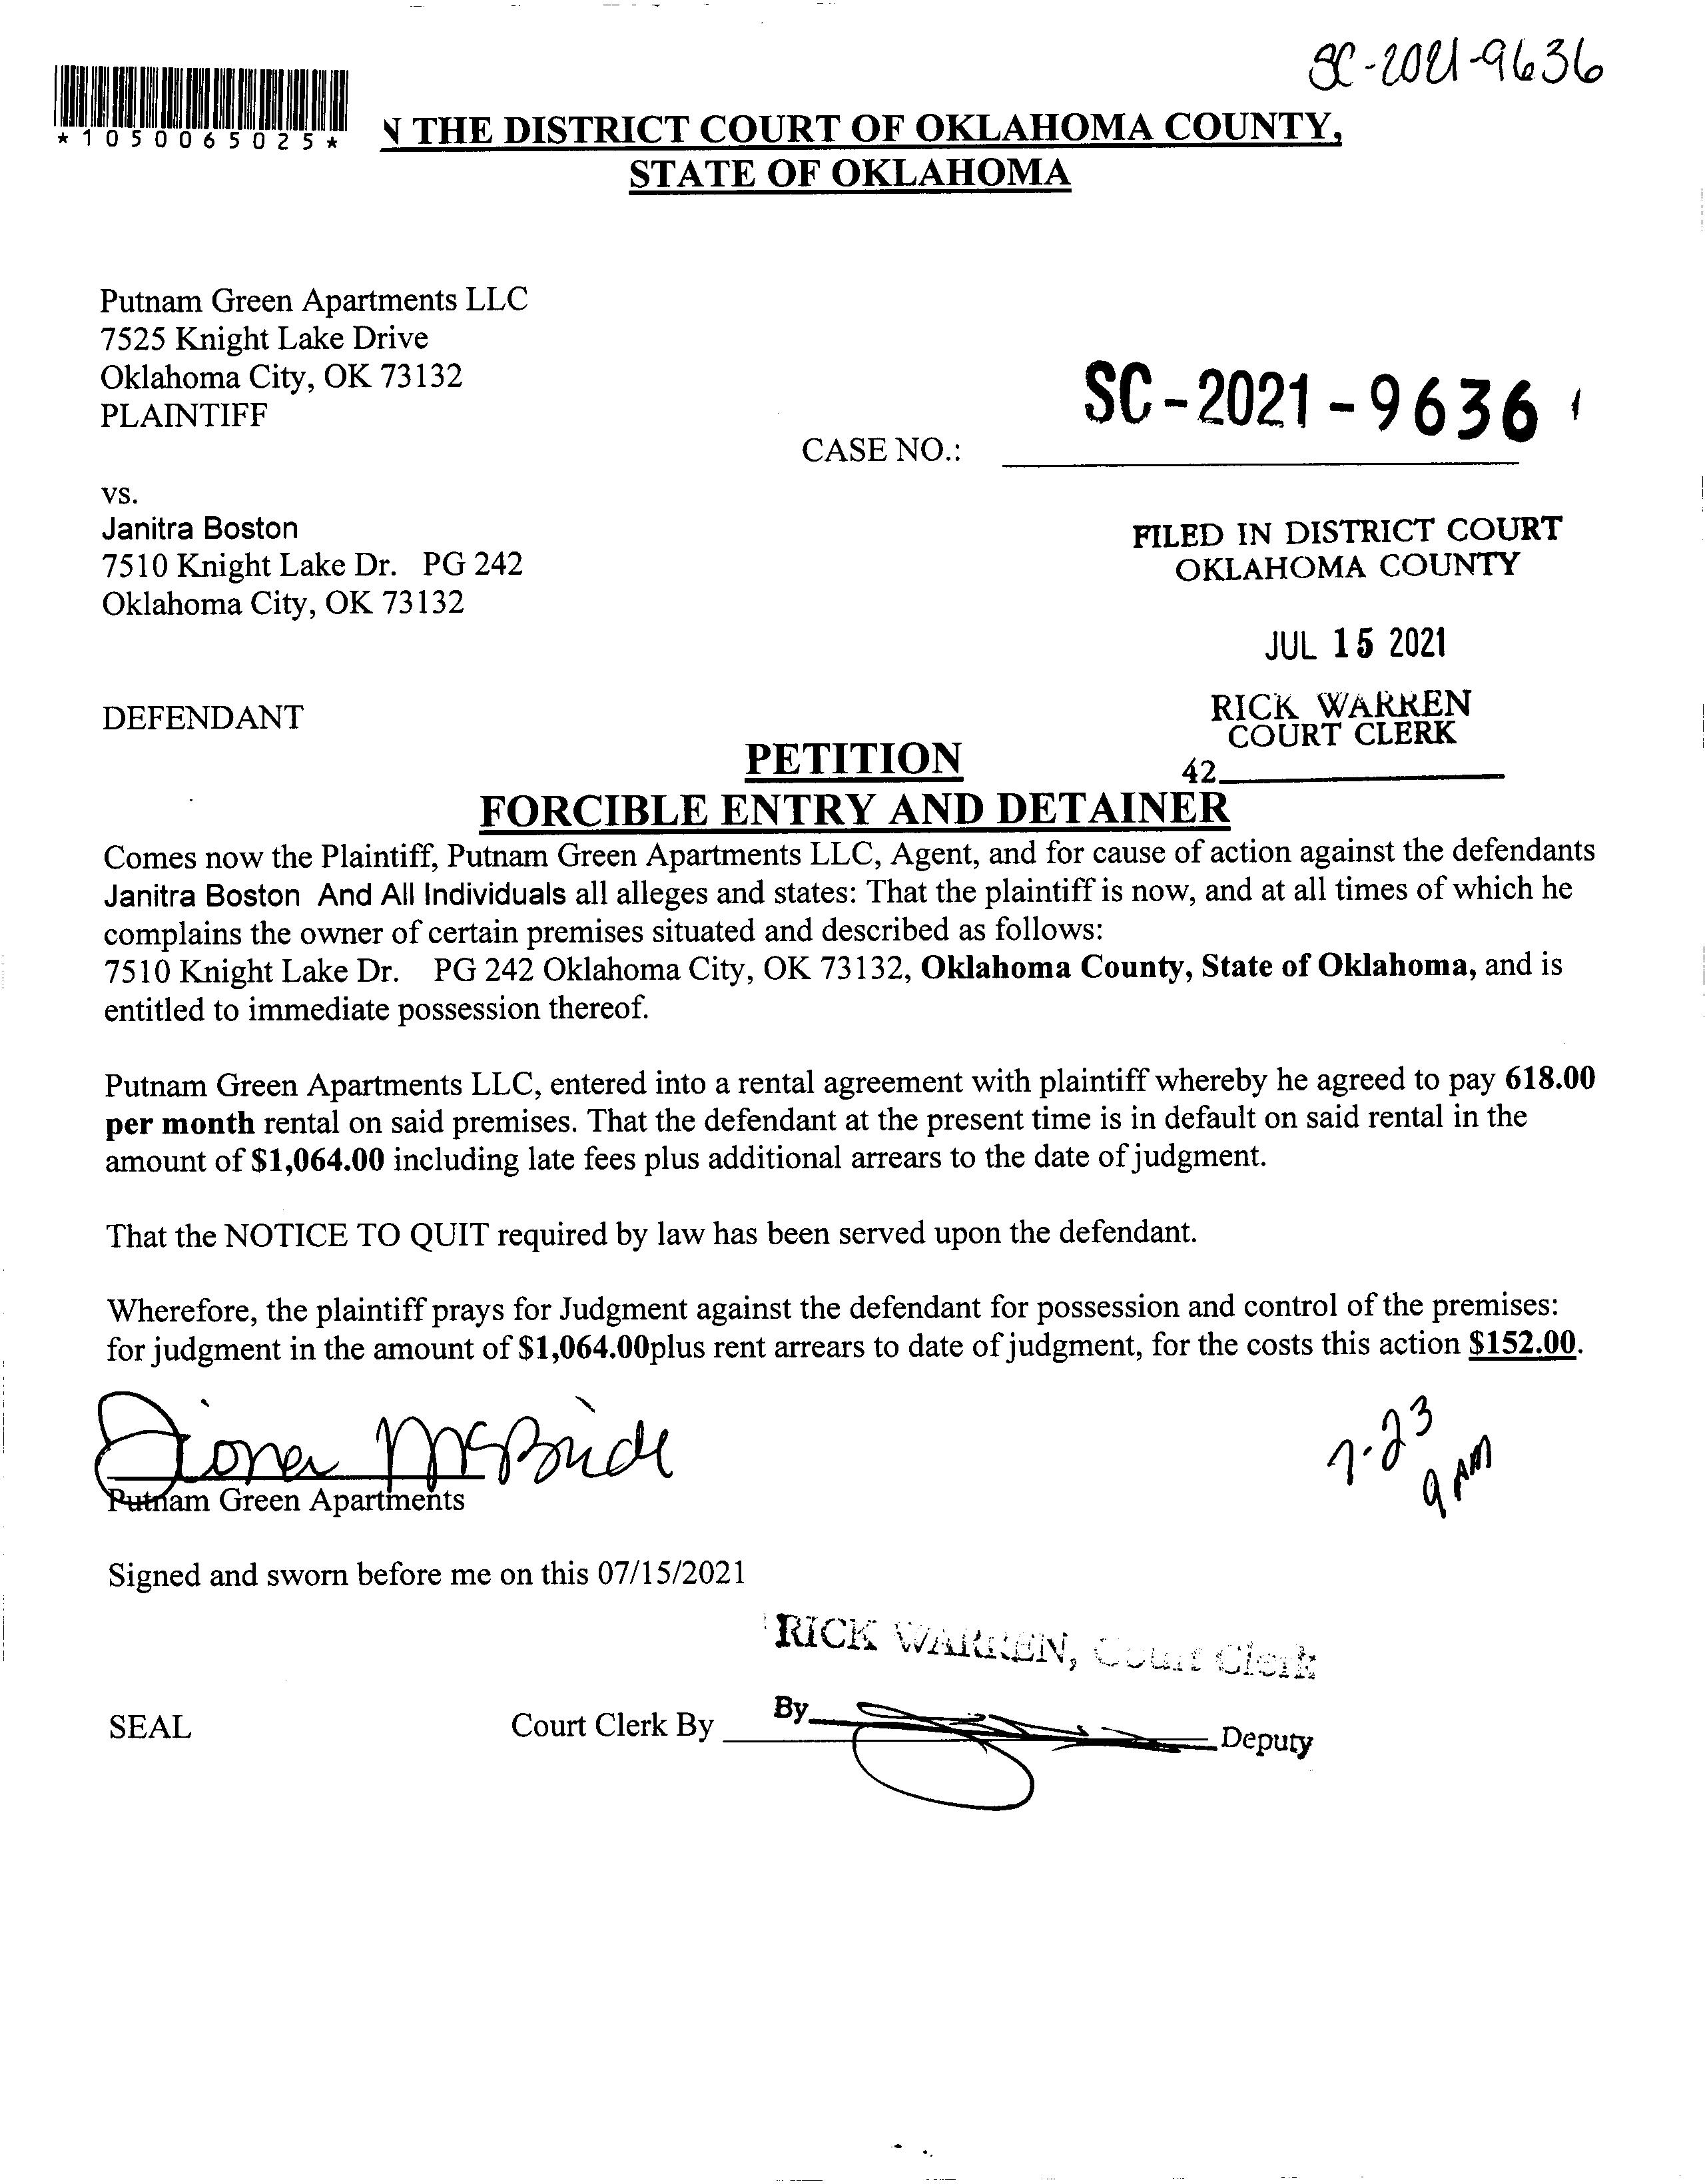 SC-2021-9636
*1050065025*
N THE DISTRICT COURT OF OKLAHOMA COUNTY,
STATE OF OKLAHOMA
Putnam Green Apartments LLC
7525 Knight Lake Drive
Oklahoma City, OK 73132
PLAINTIFF
SC-2021-9636
CASE NO.:
vs.
Janitra Boston
7510 Knight Lake Dr. PG 242
Oklahoma City, OK 73132
FILED IN DISTRICT COURT
OKLAHOMA COUNTY
JUL 15 2021
DEFENDANT
RICK WARREN
COURT CLERK
42
PETITION
FORCIBLE ENTRY AND DETAINER
Comes now the Plaintiff, Putnam Green Apartments LLC, Agent, and for cause of action against the defendants
Janitra Boston And All Individuals all alleges and states: That the plaintiff is now, and at all times of which he
complains the owner of certain premises situated and described as follows:
7510 Knight Lake Dr. PG 242 Oklahoma City, OK 73132, Oklahoma County, State of Oklahoma, and is
entitled to immediate possession thereof.
Putnam Green Apartments LLC, entered into a rental agreement with plaintiff whereby he agreed to pay 618.00
per month rental on said premises. That the defendant at the present time is in default on said rental in the
amount of $1,064.00 including late fees plus additional arrears to the date of judgment.
That the NOTICE TO QUIT required by law has been served upon the defendant.
Wherefore, the plaintiff prays for Judgment against the defendant for possession and control of the premises:
for judgment in the amount of $1,064.00plus rent arrears to date of judgment, for the costs this action $152.00.
McBride
7-23
9 AM
Putnam Green Apartments
Signed and sworn before me on this 07/15/2021
RICK WARREN, Court Clerk
SEAL
Court Clerk By
By
Deputy